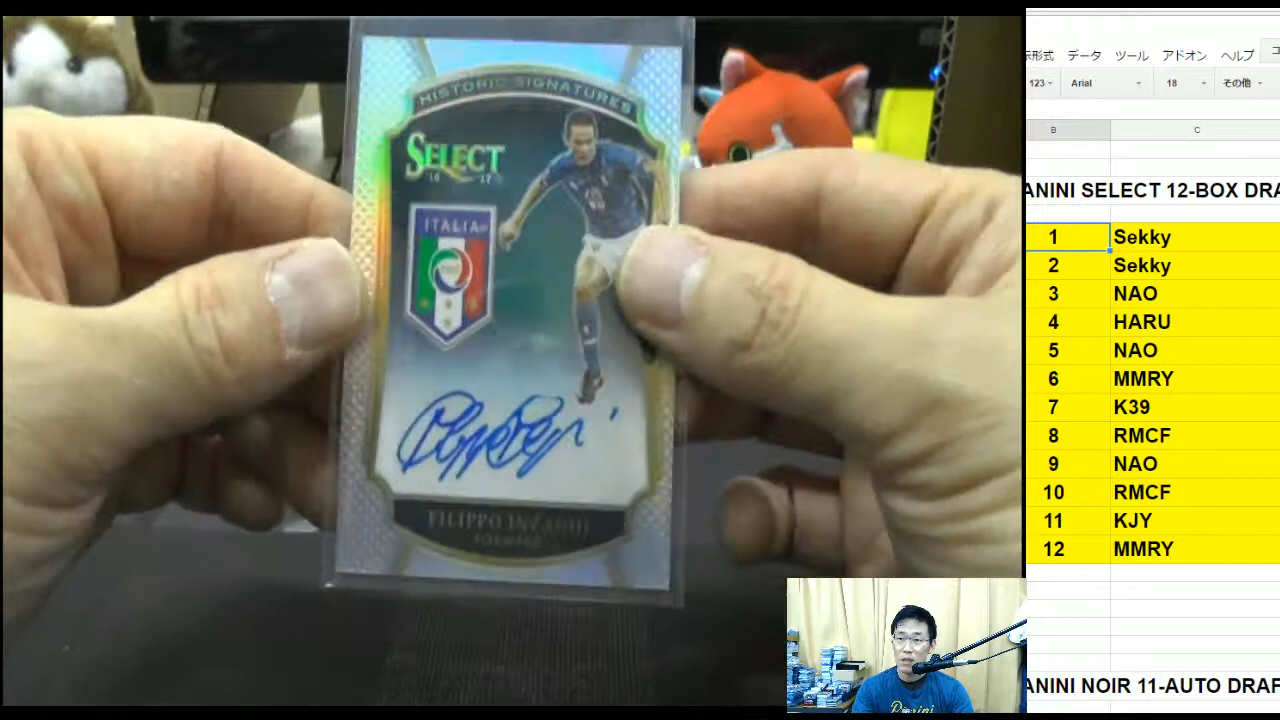 HISTORIC SIGNATURES
SELECT
16 17
ITALIA
FIGC
FILIPPO INZAGHI
FORWARD
示形式 データ ツール アドオン ヘルプ コ
123 Arial 18 その他
B C
ANINI SELECT 12-BOX DRA
1 Sekky
2 Sekky
3 NAO
4 HARU
5 NAO
6 MMRY
7 K39
8 RMCF
9 NAO
10 RMCF
11 KJY
12 MMRY
ANINI NOIR 11-AUTO DRAF
Panini